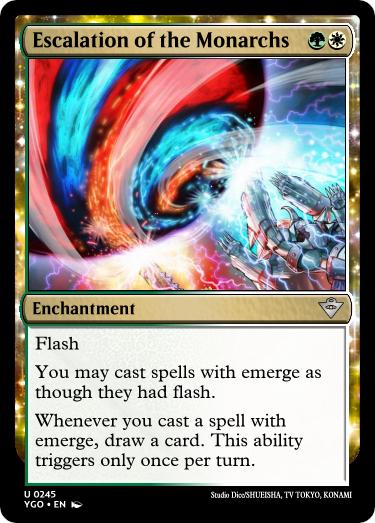 Escalation of the Monarchs
Enchantment
Flash
You may cast spells with emerge as
though they had flash.
Whenever you cast a spell with
emerge, draw a card. This ability
triggers only once per turn.
U 0245
YGO • EN
Studio Dice/SHUEISHA, TV TOKYO, KONAMI